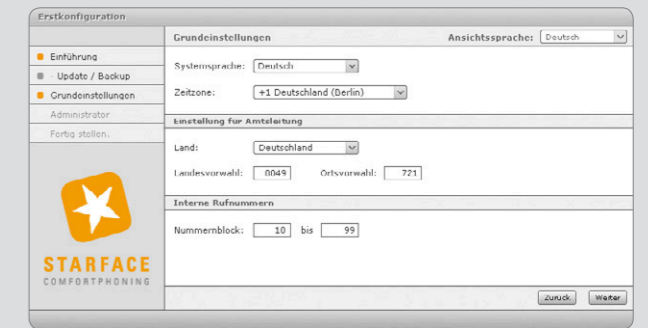 Erstkonfiguration
Grundeinstellungen
Ansichtssprache: Deutsch
Einführung
- Update / Backup
Grundeinstellungen
Administrator
Fertig stellen.
Systemsprache: Deutsch
Zeitzone: +1 Deutschland (Berlin)
Einstellung für Amtsleitung
Land: Deutschland
Landesvorwahl: 0049 Ortsvorwahl: 721
Interne Rufnummern
Nummernblock: 10 bis 99
STARFACE
COMFORTPHONING
Zurück Weiter